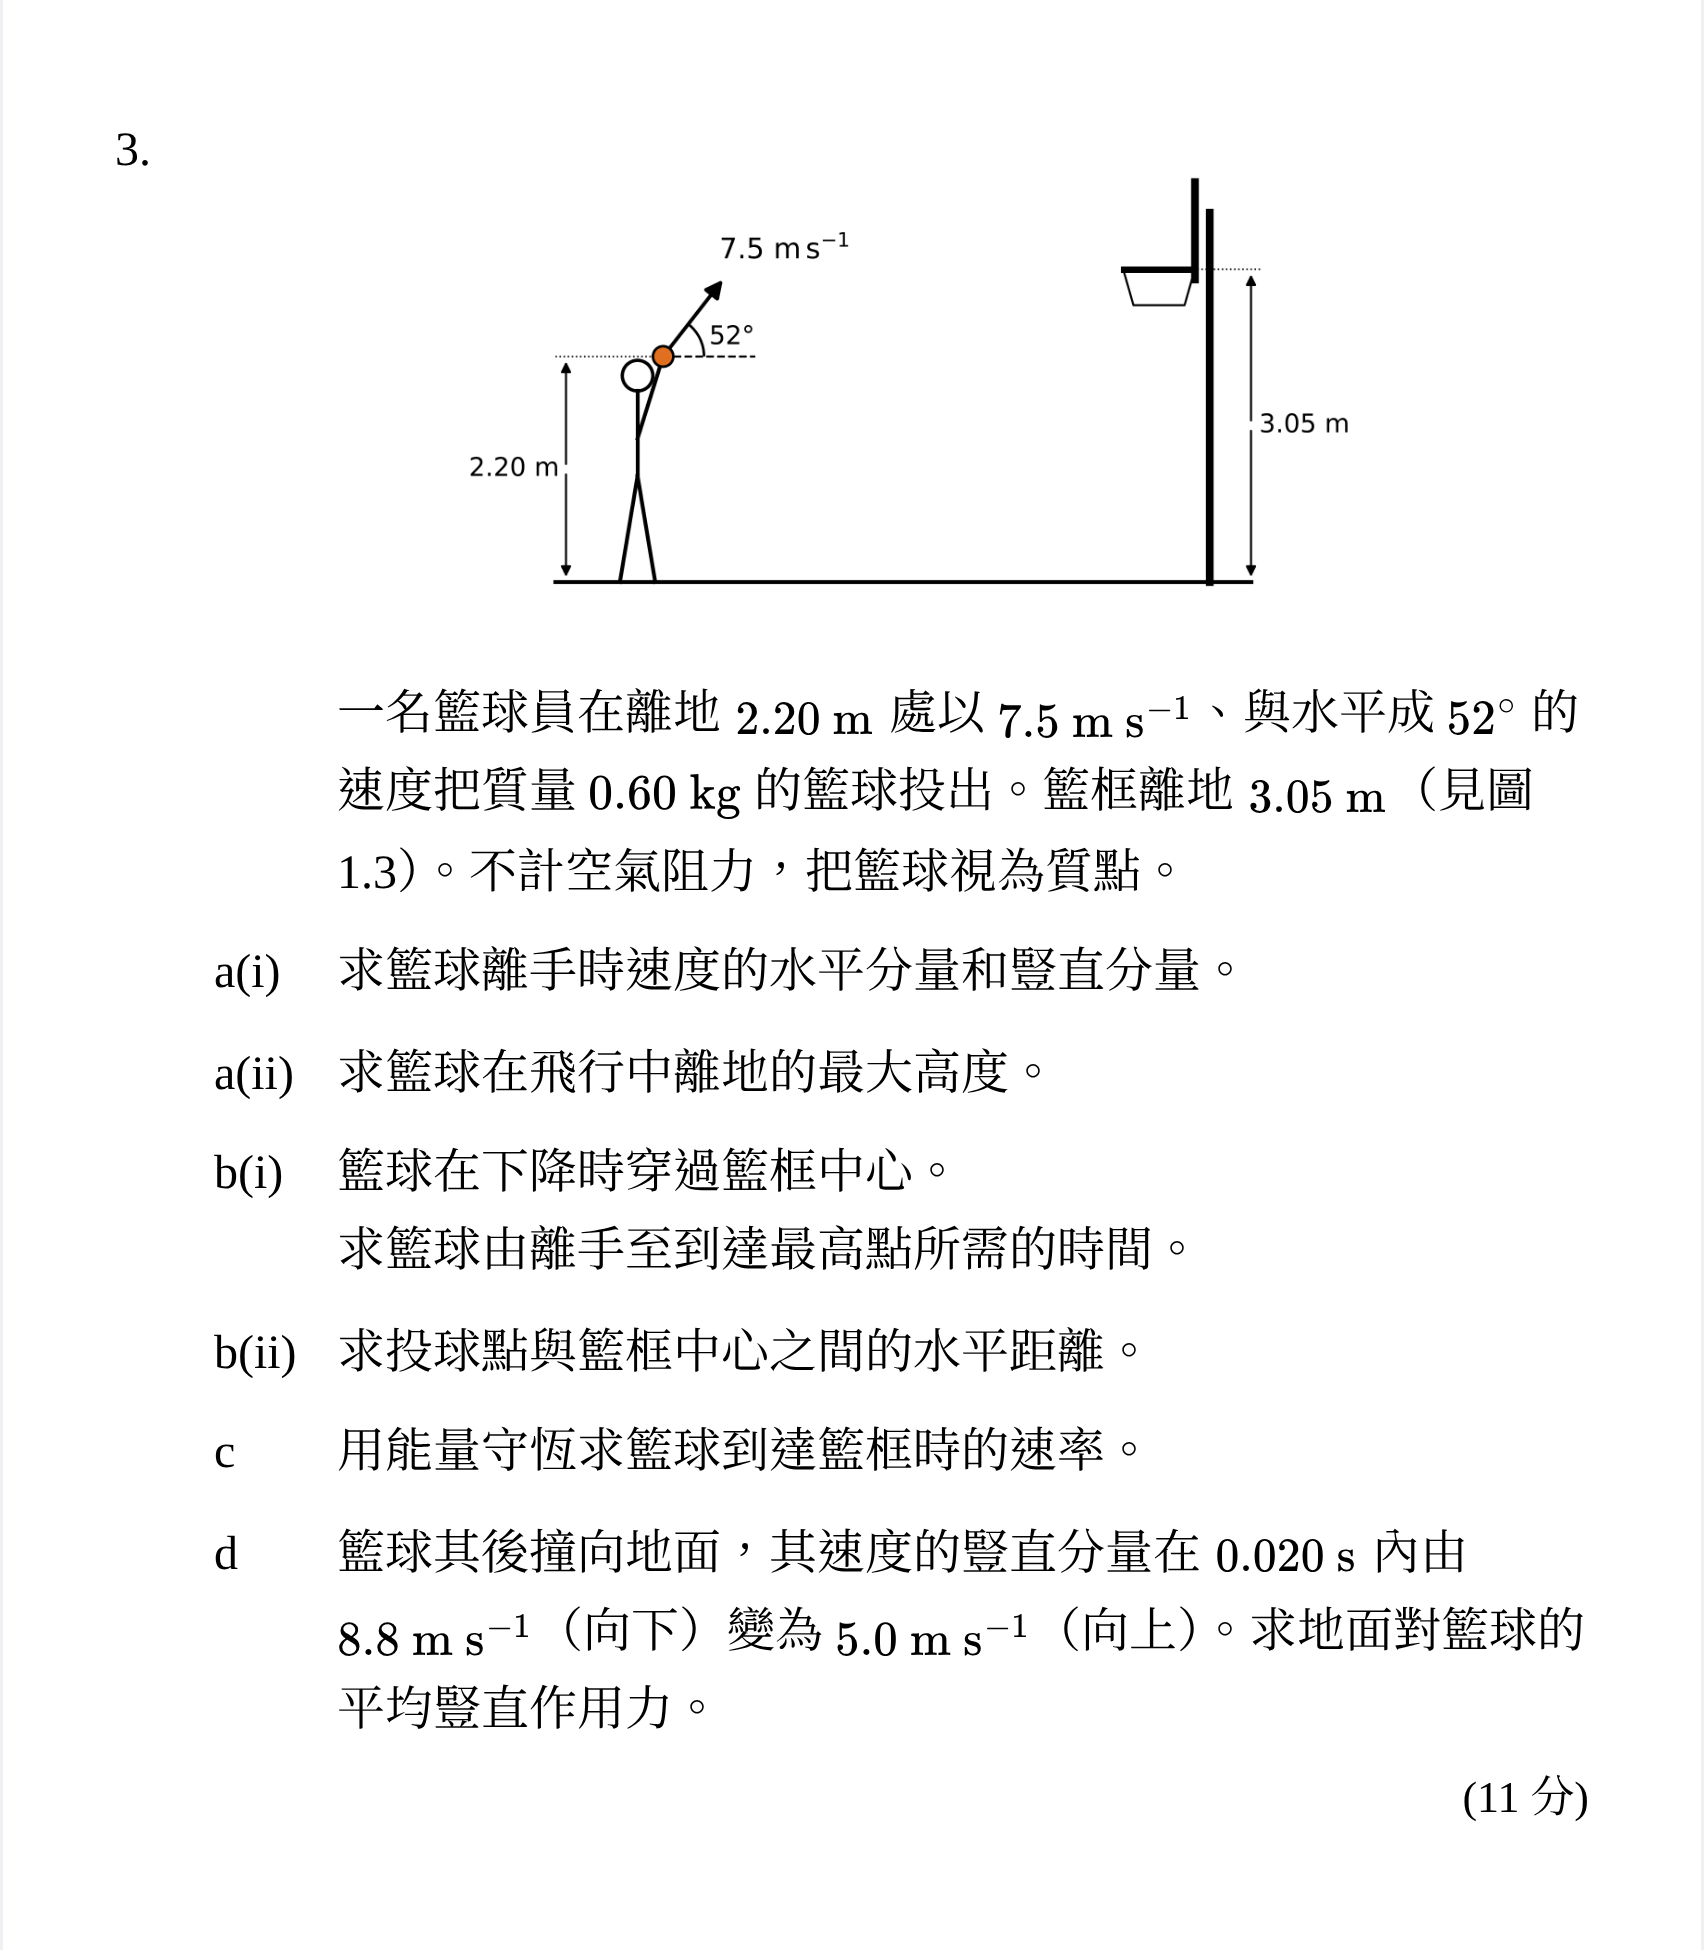 3.
7.5 m s⁻¹
52°
2.20 m
3.05 m
一名籃球員在離地 2.20 m 處以 7.5 m s⁻¹、與水平成 52° 的
速度把質量 0.60 kg 的籃球投出。籃框離地 3.05 m（見圖
1.3）。不計空氣阻力，把籃球視為質點。
a(i) 求籃球離手時速度的水平分量和豎直分量。
a(ii) 求籃球在飛行中離地的最大高度。
b(i) 籃球在下降時穿過籃框中心。
求籃球由離手至到達最高點所需的時間。
b(ii) 求投球點與籃框中心之間的水平距離。
c 用能量守恆求籃球到達籃框時的速率。
d 籃球其後撞向地面，其速度的豎直分量在 0.020 s 內由
8.8 m s⁻¹（向下）變為 5.0 m s⁻¹（向上）。求地面對籃球的
平均豎直作用力。
(11 分)